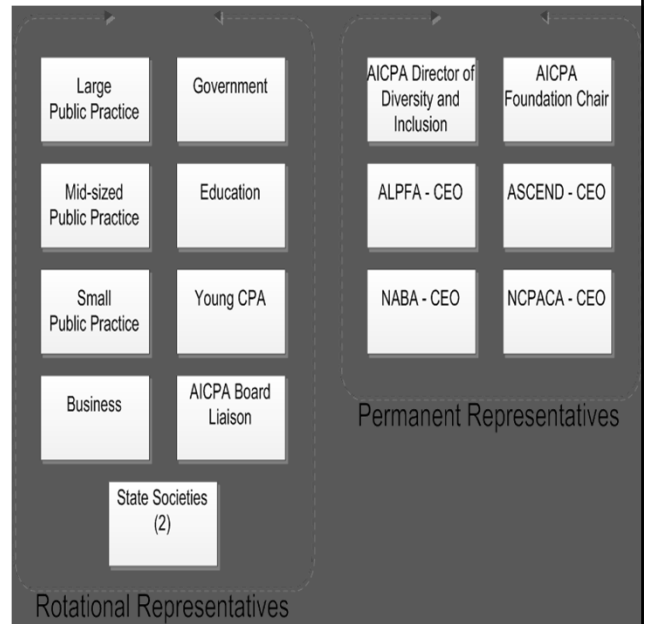 Large
Public Practice
Government
Mid-sized
Public Practice
Education
Small
Public Practice
Young CPA
Business
AICPA Board
Liaison
State Societies
(2)
Rotational Representatives
AICPA Director of
Diversity and
Inclusion
AICPA
Foundation Chair
ALPFA - CEO
ASCEND - CEO
NABA - CEO
NCPACA - CEO
Permanent Representatives